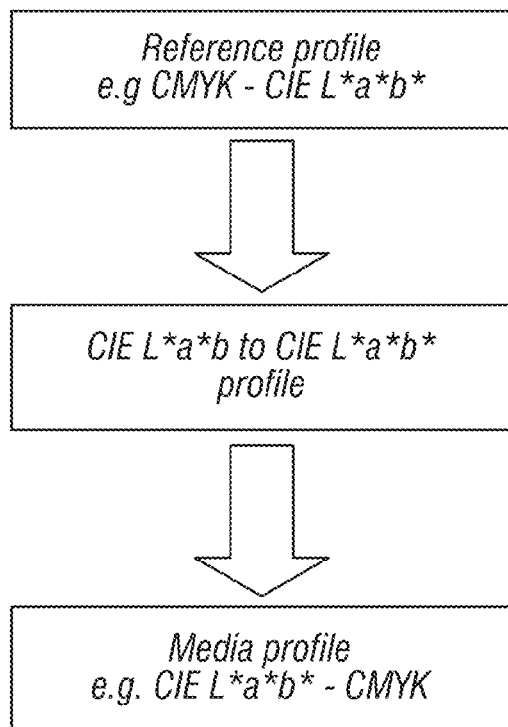 Reference profile
e.g CMYK - CIE L*a*b*
CIE L*a*b to CIE L*a*b*
profile
Media profile
e.g. CIE L*a*b* - CMYK